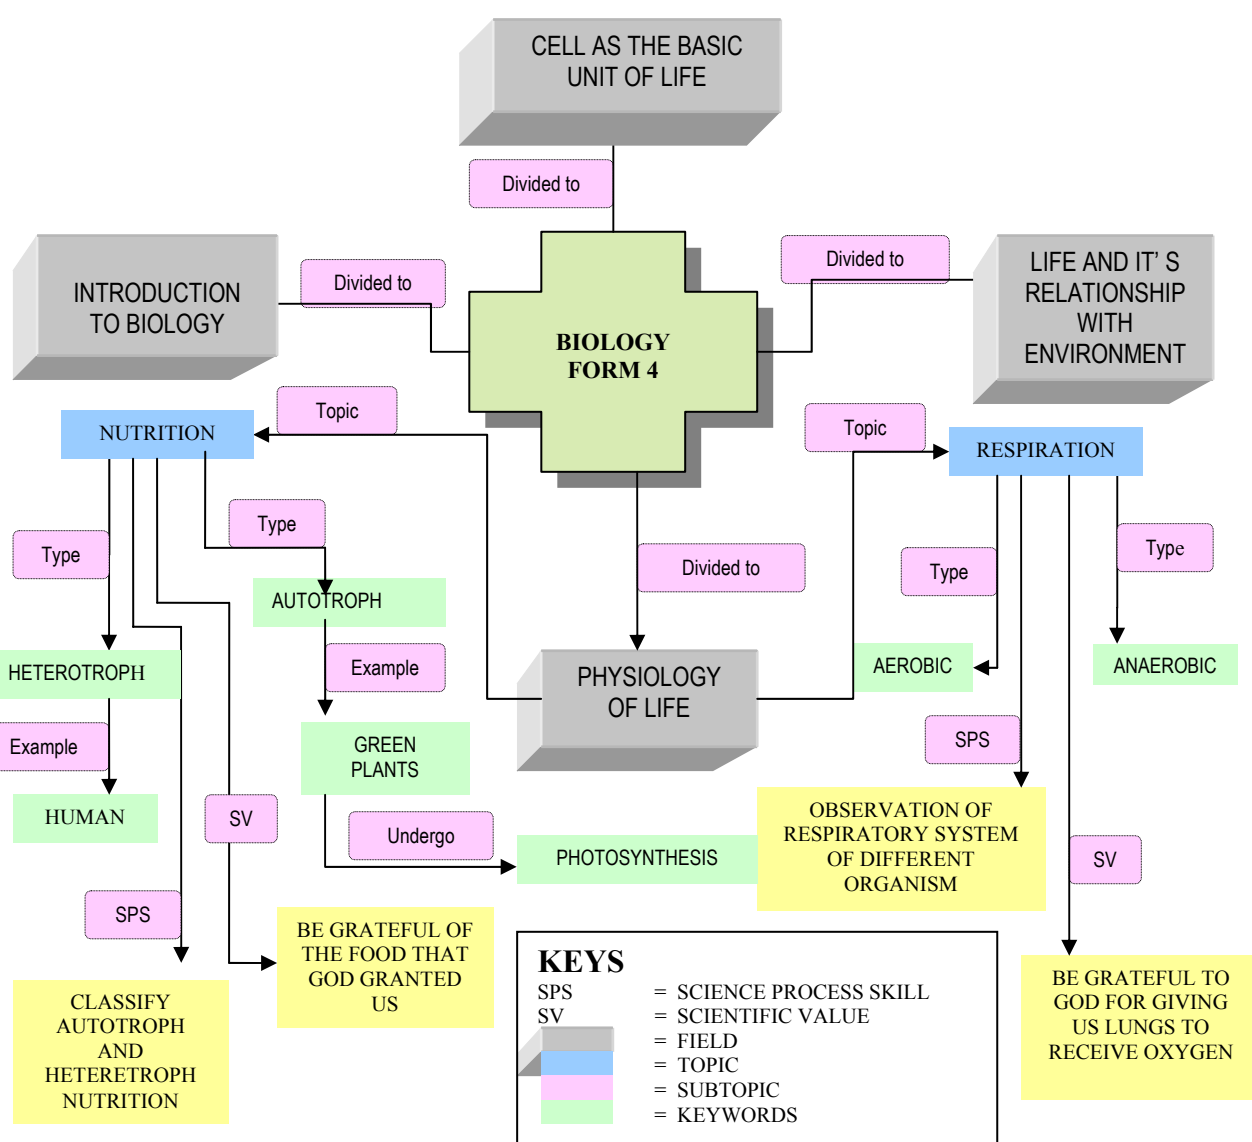 CELL AS THE BASIC
UNIT OF LIFE
Divided to
INTRODUCTION
TO BIOLOGY
Divided to
BIOLOGY
FORM 4
Divided to
LIFE AND IT' S
RELATIONSHIP
WITH
ENVIRONMENT
NUTRITION
Topic
Topic
RESPIRATION
Type
Type
Divided to
Type
Type
AUTOTROPH
HETEROTROPH
Example
PHYSIOLOGY
OF LIFE
AEROBIC
ANAEROBIC
Example
GREEN
PLANTS
SPS
HUMAN
SV
Undergo
PHOTOSYNTHESIS
OBSERVATION OF
RESPIRATORY SYSTEM
OF DIFFERENT
ORGANISM
SV
SPS
BE GRATEFUL OF
THE FOOD THAT
GOD GRANTED
US
CLASSIFY
AUTOTROPH
AND
HETERETROPH
NUTRITION
KEYS
SPS = SCIENCE PROCESS SKILL
SV = SCIENTIFIC VALUE
= FIELD
= TOPIC
= SUBTOPIC
= KEYWORDS
BE GRATEFUL TO
GOD FOR GIVING
US LUNGS TO
RECEIVE OXYGEN